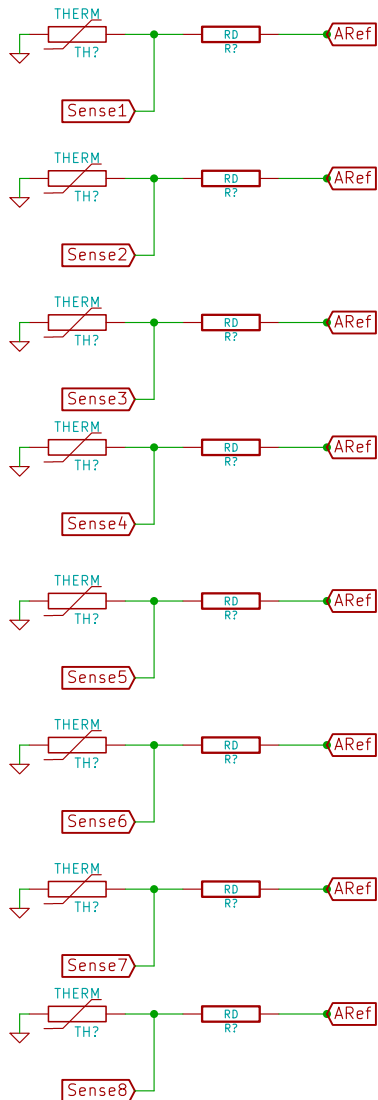 THERM
RD
ARef
TH?
R?
Sense1
THERM
RD
ARef
TH?
R?
Sense2
THERM
RD
ARef
TH?
R?
Sense3
THERM
RD
ARef
TH?
R?
Sense4
THERM
RD
ARef
TH?
R?
Sense5
THERM
RD
ARef
TH?
R?
Sense6
THERM
RD
ARef
TH?
R?
Sense7
THERM
RD
ARef
TH?
R?
Sense8